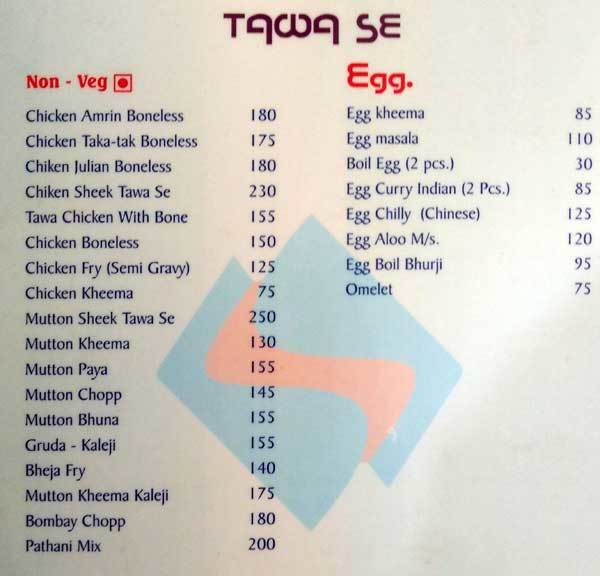 Tawa Se
Non - Veg
Chicken Amrin Boneless 180
Chicken Taka-tak Boneless 175
Chiken Julian Boneless 180
Chiken Sheek Tawa Se 230
Tawa Chicken With Bone 155
Chicken Boneless 150
Chicken Fry (Semi Gravy) 125
Chicken Kheema 75
Mutton Sheek Tawa Se 250
Mutton Kheema 130
Mutton Paya 155
Mutton Chopp 145
Mutton Bhuna 155
Gruda - Kaleji 155
Bheja Fry 140
Mutton Kheema Kaleji 175
Bombay Chopp 180
Pathani Mix 200
Egg.
Egg kheema 85
Egg masala 110
Boil Egg (2 pcs.) 30
Egg Curry Indian (2 Pcs.) 85
Egg Chilly (Chinese) 125
Egg Aloo M/s. 120
Egg Boil Bhurji 95
Omelet 75